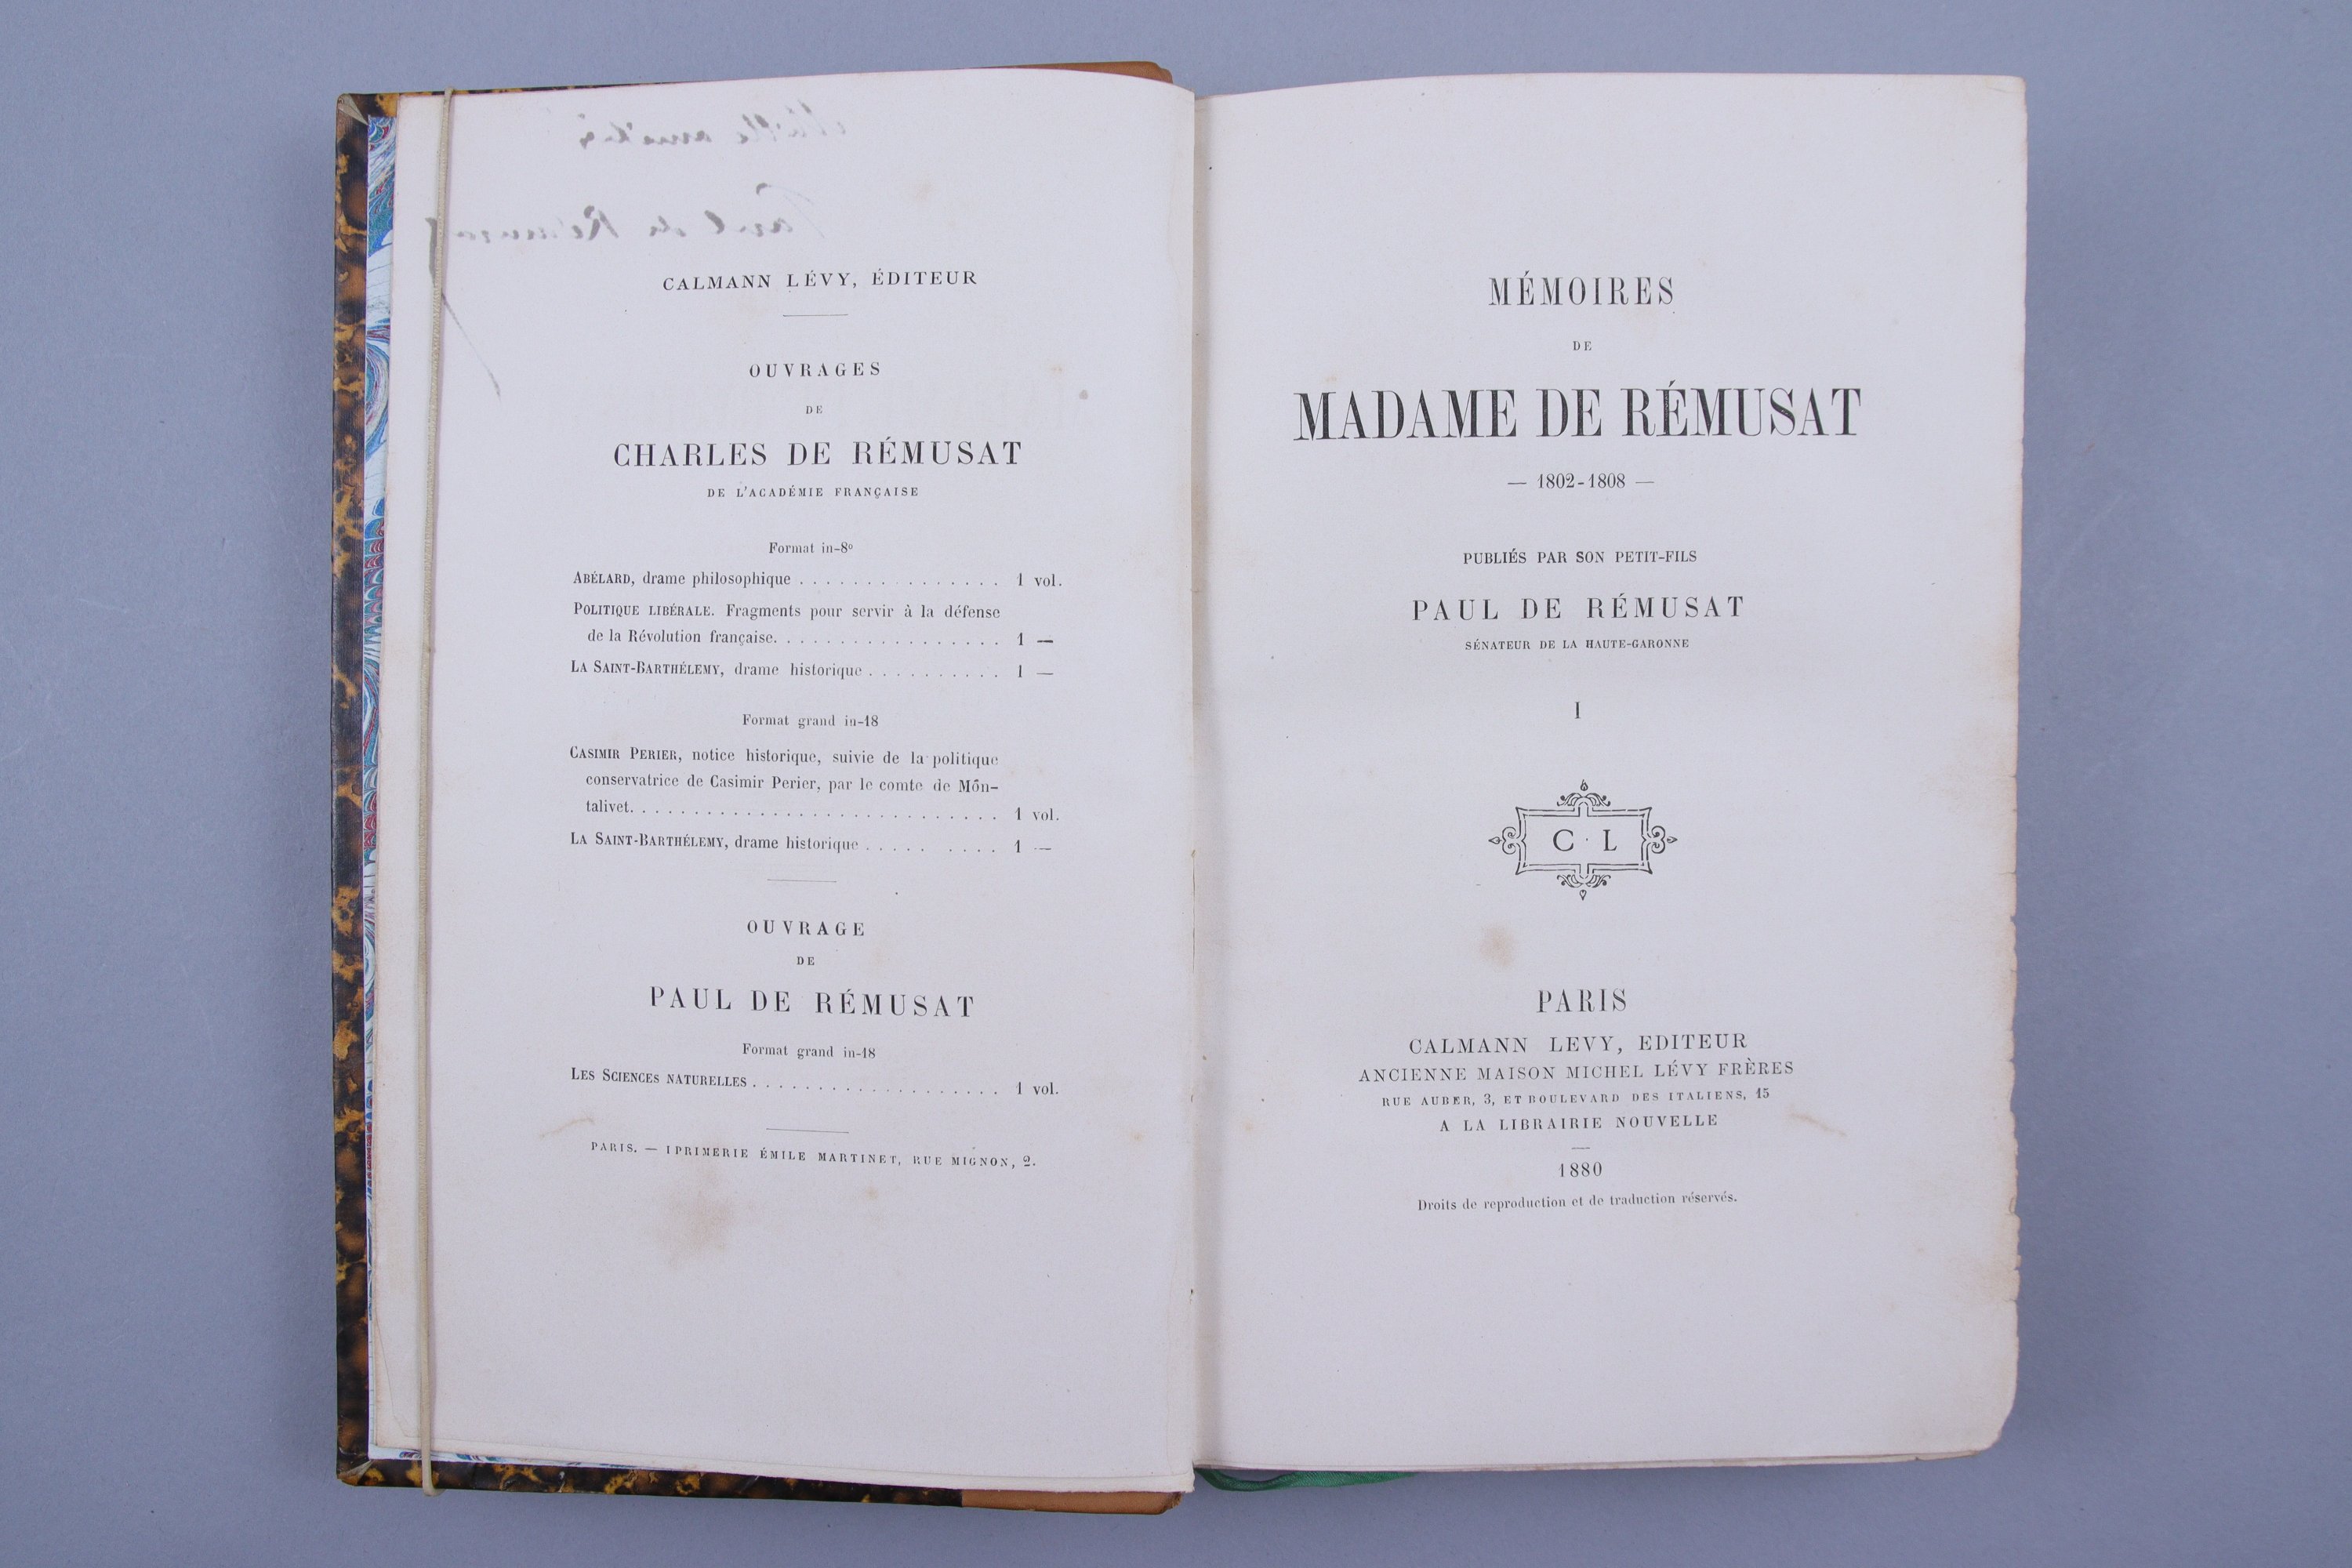 CALMANN LÉVY, ÉDITEUR
OUVRAGES
DE
CHARLES DE RÉMUSAT
DE L'ACADÉMIE FRANÇAISE
Format in-8º
ABÉLARD, drame philosophique . . . . . . . . . . . . . . . 1 vol.
POLITIQUE LIBÉRALE. Fragments pour servir à la défense
de la Révolution française. . . . . . . . . . . . . . . . . 1 —
LA SAINT-BARTHÉLEMY, drame historique . . . . . . . . . . 1 —
Format grand in-18
CASIMIR PERIER, notice historique, suivie de la politique
conservatrice de Casimir Perier, par le comte de Mon-
talivet. . . . . . . . . . . . . . . . . . . . . . . . . . . 1 vol.
LA SAINT-BARTHÉLEMY, drame historique . . . . . . . . . 1 —
OUVRAGE
DE
PAUL DE RÉMUSAT
Format grand in-18
LES SCIENCES NATURELLES . . . . . . . . . . . . . . . . . . . 1 vol.
PARIS. — IPRIMERIE ÉMILE MARTINET, RUE MIGNON, 2.
MÉMOIRES
DE
MADAME DE RÉMUSAT
— 1802-1808 —
PUBLIÉS PAR SON PETIT-FILS
PAUL DE RÉMUSAT
SÉNATEUR DE LA HAUTE-GARONNE
I
C · L
PARIS
CALMANN LEVY, EDITEUR
ANCIENNE MAISON MICHEL LÉVY FRÈRES
RUE AUBER, 3, ET BOULEVARD DES ITALIENS, 15
A LA LIBRAIRIE NOUVELLE
1880
Droits de reproduction et de traduction réservés.